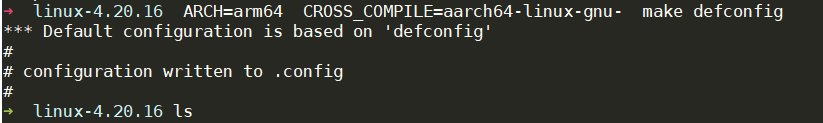 ➜  linux-4.20.16  ARCH=arm64  CROSS_COMPILE=aarch64-linux-gnu-  make defconfig
*** Default configuration is based on 'defconfig'
#
# configuration written to .config
#
➜  linux-4.20.16 ls